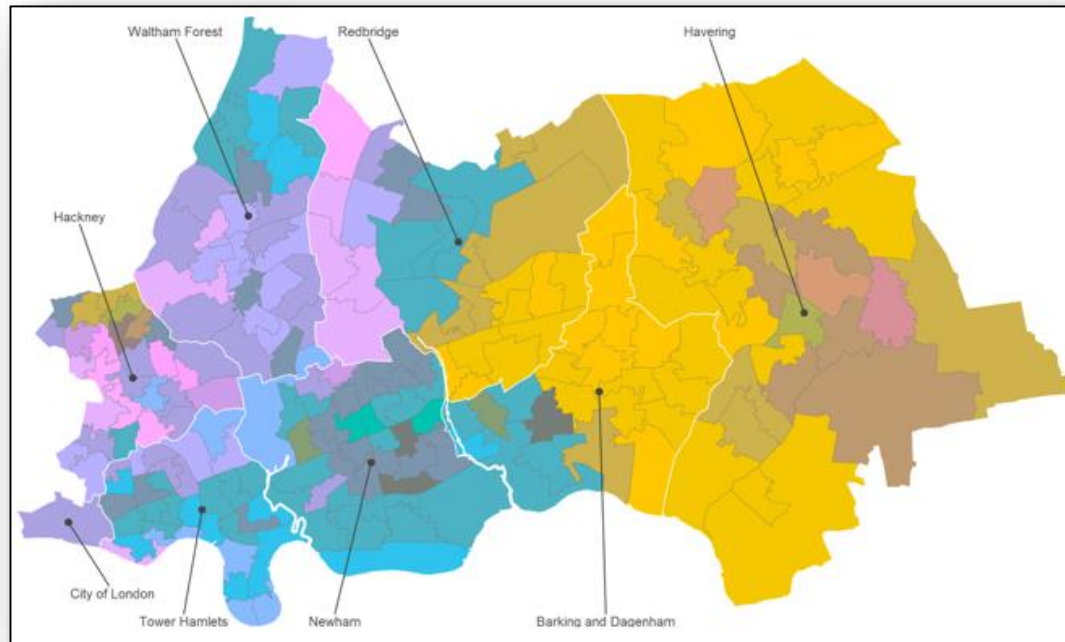 Waltham Forest
Redbridge
Havering
Hackney
City of London
Tower Hamlets
Newham
Barking and Dagenham